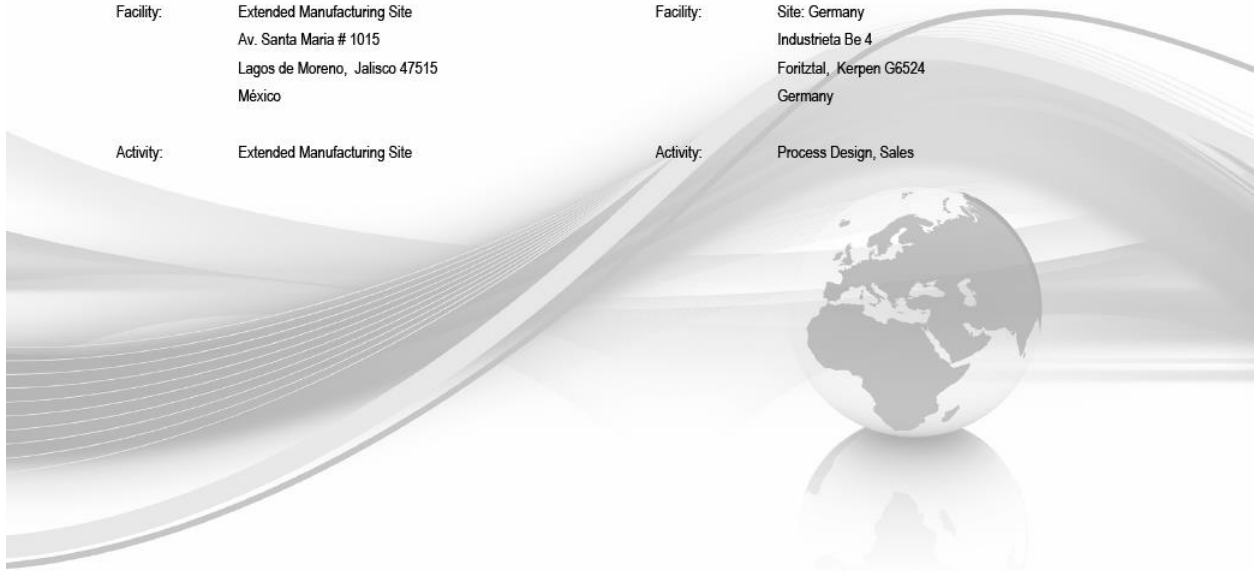 Facility: Extended Manufacturing Site
Av. Santa Maria # 1015
Lagos de Moreno, Jalisco 47515
México
Activity: Extended Manufacturing Site
Facility: Site: Germany
Industrieta Be 4
Foritztal, Kerpen G6524
Germany
Activity: Process Design, Sales